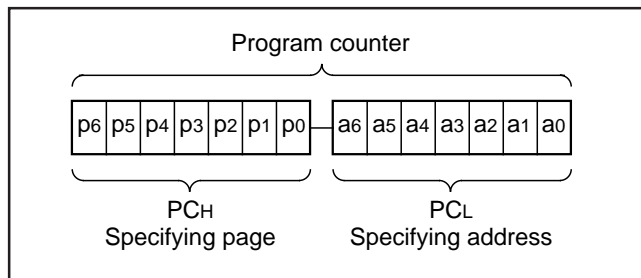 Program counter
p6 p5 p4 p3 p2 p1 p0 a6 a5 a4 a3 a2 a1 a0
PCH PCL
Specifying page Specifying address